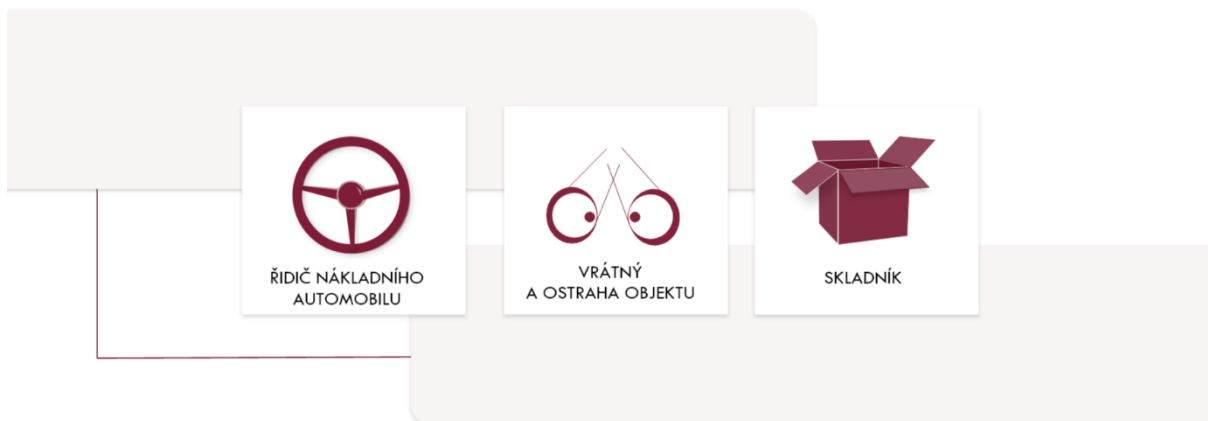 ŘIDIČ NÁKLADNÍHO
AUTOMOBILU
VRÁTNÝ
A OSTRAHA OBJEKTU
SKLADNÍK